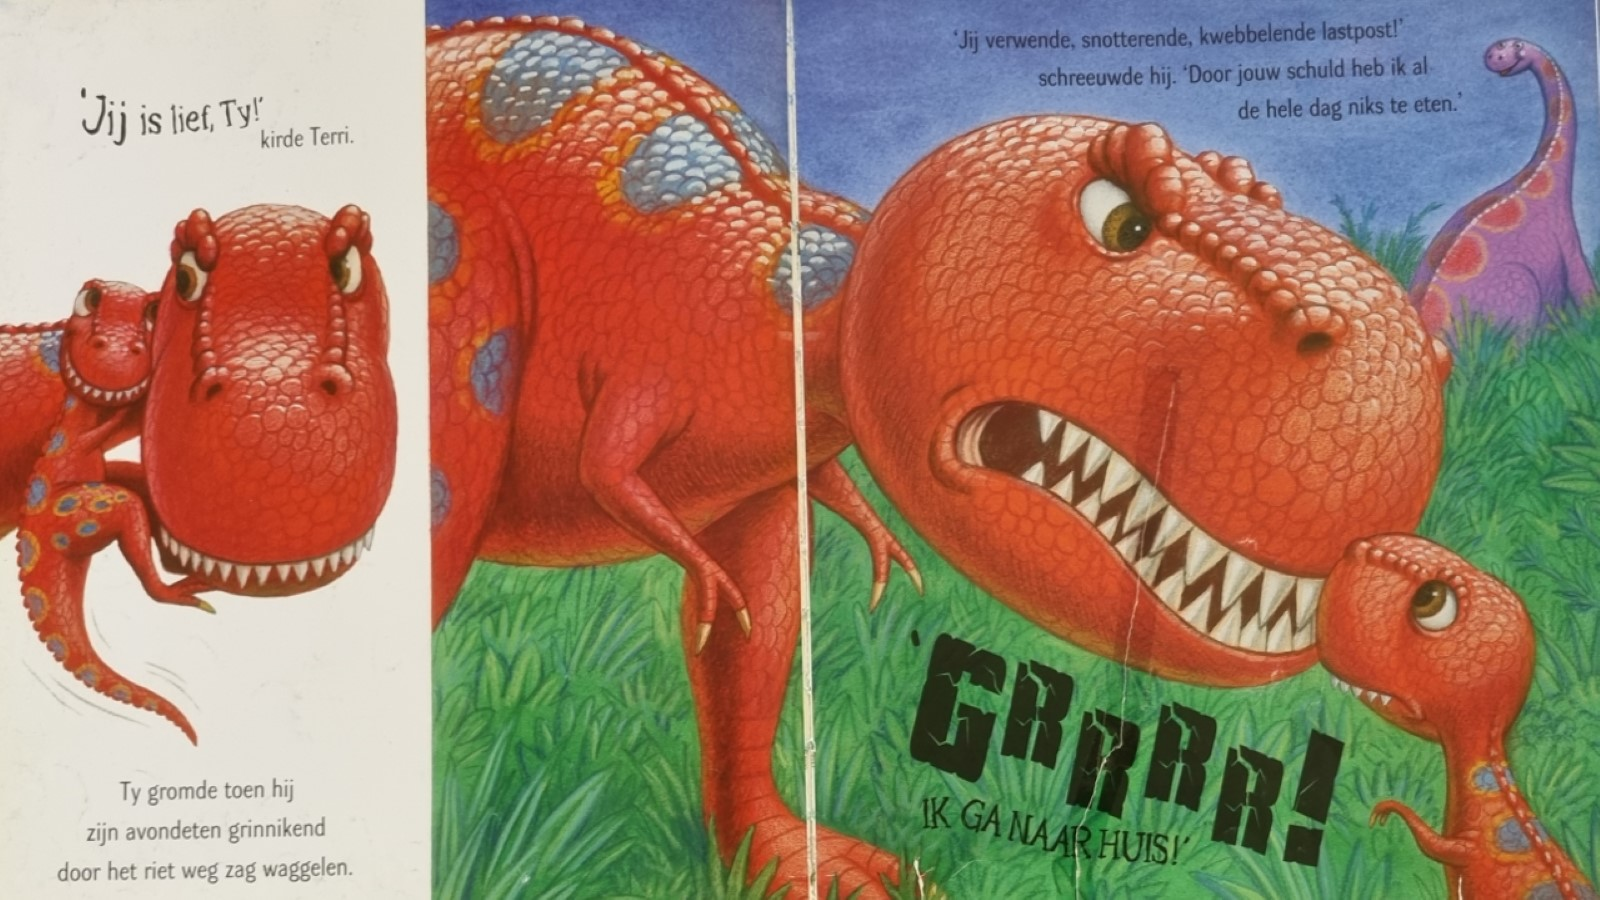 'Jij is lief, Ty!'
kirde Terri.
Ty gromde toen hij
zijn avondeten grinnikend
door het riet weg zag waggelen.
'Jij verwende, snotterende, kwebbelende lastpost!'
schreeuwde hij. 'Door jouw schuld heb ik al
de hele dag niks te eten.'
'GRRRR!
IK GA NAAR HUIS!'